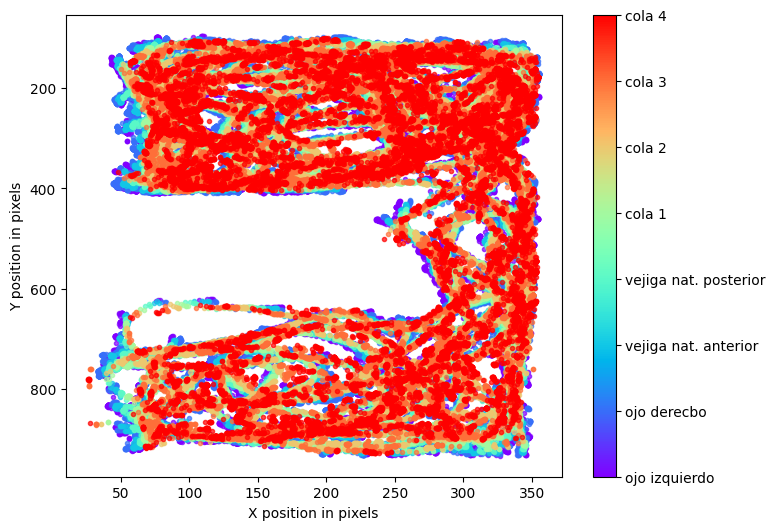 200
400
600
800
Y position in pixels
50
100
150
200
250
300
350
X position in pixels
cola 4
cola 3
cola 2
cola 1
vejiga nat. posterior
vejiga nat. anterior
ojo derecbo
ojo izquierdo